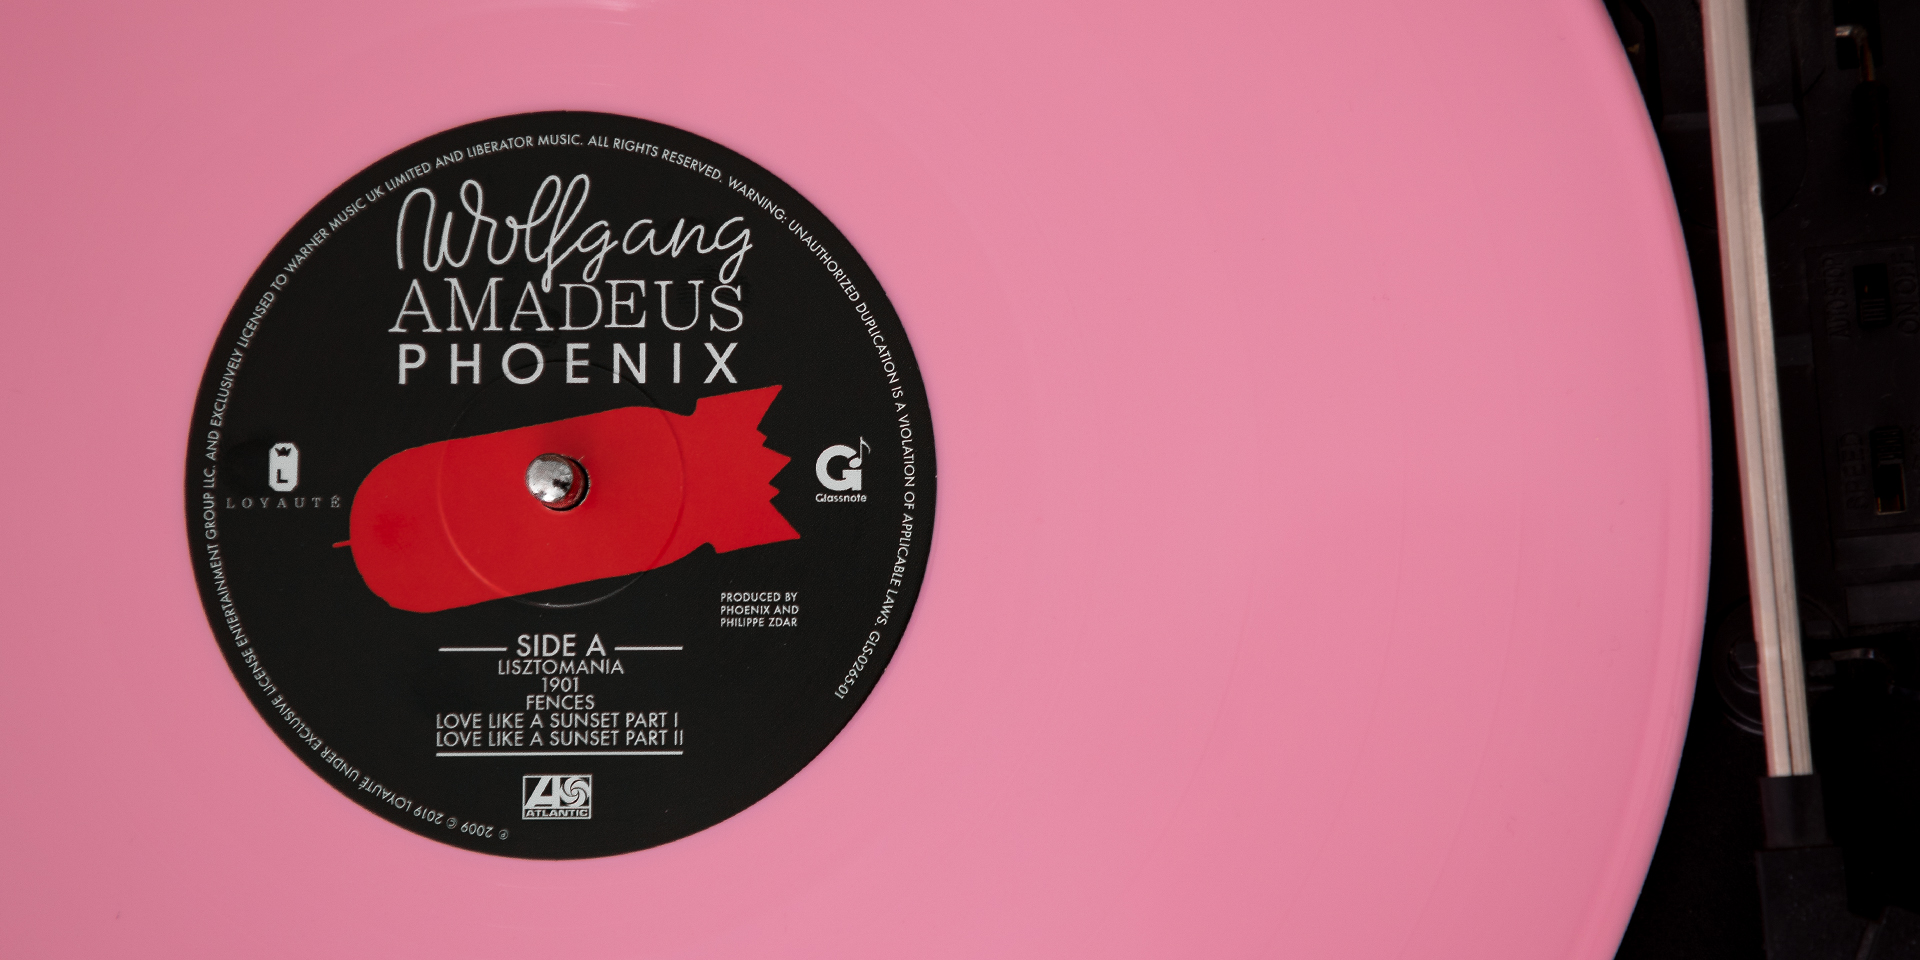 ℗ 2009 © 2019 LOYAUTÉ UNDER EXCLUSIVE LICENSE ENTERTAINMENT GROUP LLC. AND EXCLUSIVELY LICENSED TO WARNER MUSIC UK LIMITED AND LIBERATOR MUSIC. ALL RIGHTS RESERVED. WARNING: UNAUTHORIZED DUPLICATION IS A VIOLATION OF APPLICABLE LAWS. GLS-0265-01
Wolfgang
AMADEUS
PHOENIX
L
LOYAUTÉ
G
Glassnote
PRODUCED BY
PHOENIX AND
PHILIPPE ZDAR
SIDE A
LISZTOMANIA
1901
FENCES
LOVE LIKE A SUNSET PART I
LOVE LIKE A SUNSET PART II
ATLANTIC